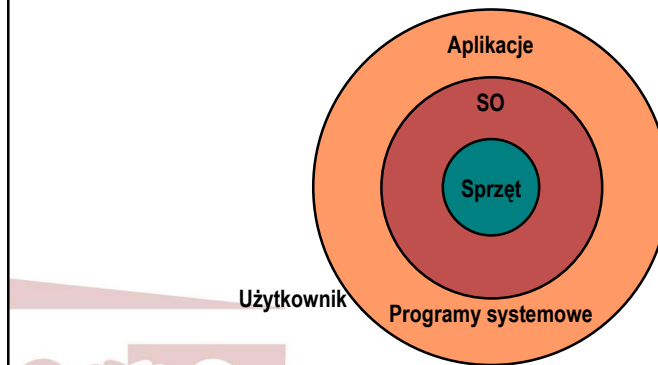 Aplikacje
SO
Sprzęt
Użytkownik
Programy systemowe